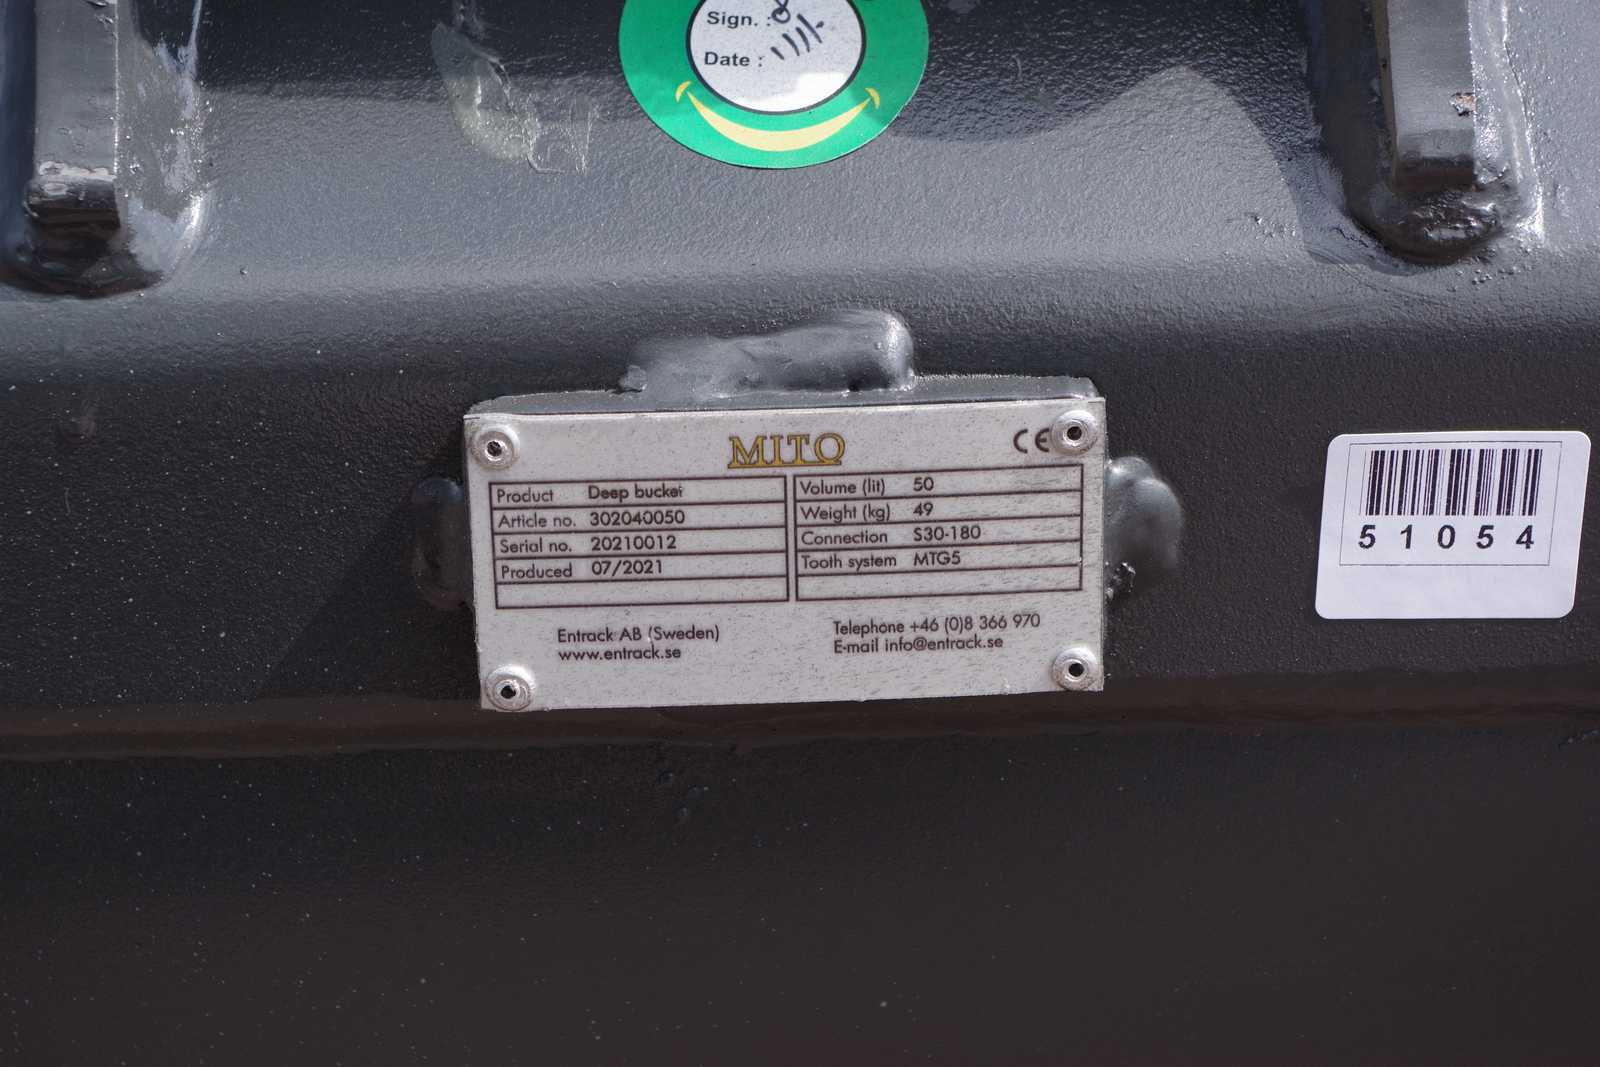 Sign. :
Date :
MITO
CE
Product Deep bucket
Article no. 302040050
Serial no. 20210012
Produced 07/2021
Volume (lit) 50
Weight (kg) 49
Connection S30-180
Tooth system MTG5
Entrack AB (Sweden)
www.entrack.se
Telephone +46 (0)8 366 970
E-mail info@entrack.se
51054